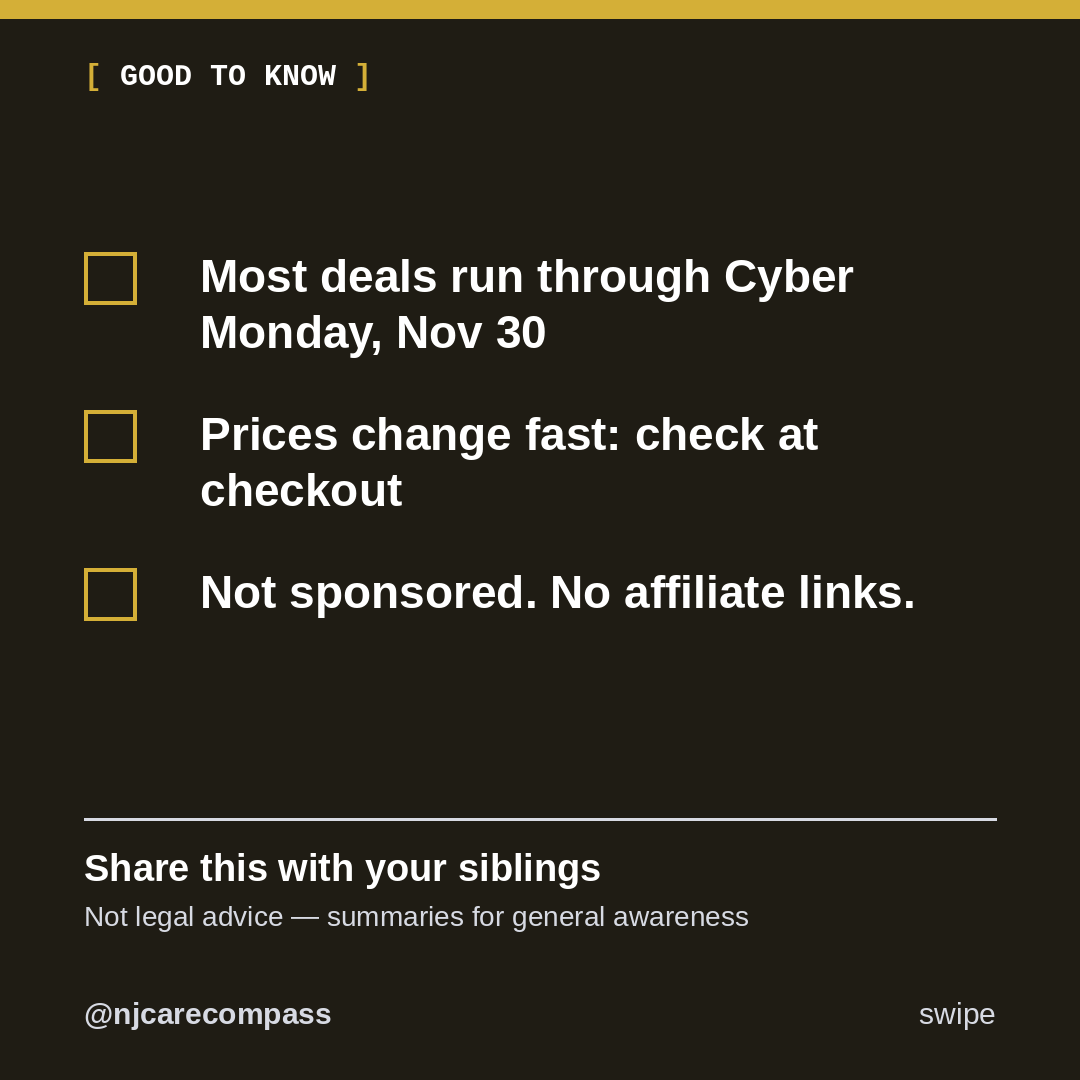 [ GOOD TO KNOW ]
Most deals run through Cyber
Monday, Nov 30
Prices change fast: check at
checkout
Not sponsored. No affiliate links.
Share this with your siblings
Not legal advice — summaries for general awareness
@njcarecompass
swipe